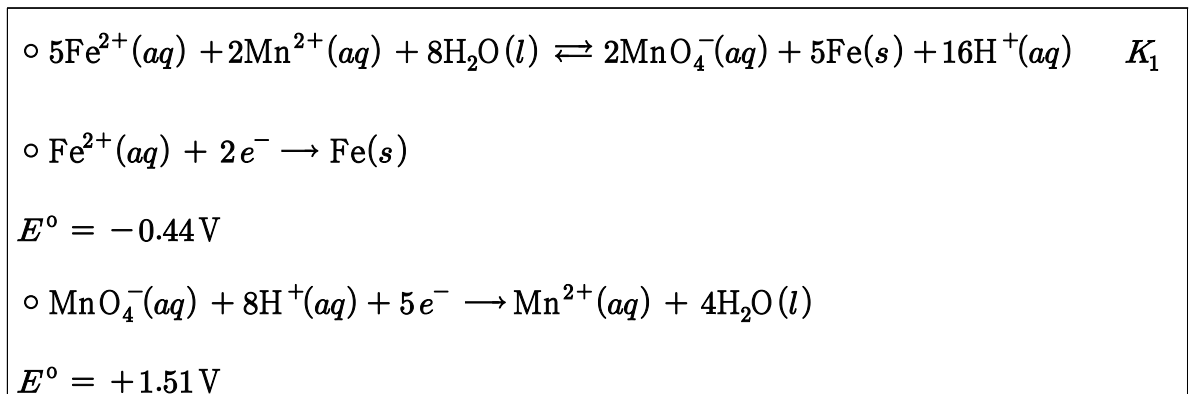 ○ 5Fe²⁺(aq) + 2Mn²⁺(aq) + 8H₂O(l) ⇌ 2MnO₄⁻(aq) + 5Fe(s) + 16H⁺(aq) K₁
○ Fe²⁺(aq) + 2e⁻ ⟶ Fe(s)
E° = −0.44 V
○ MnO₄⁻(aq) + 8H⁺(aq) + 5e⁻ ⟶ Mn²⁺(aq) + 4H₂O(l)
E° = +1.51 V